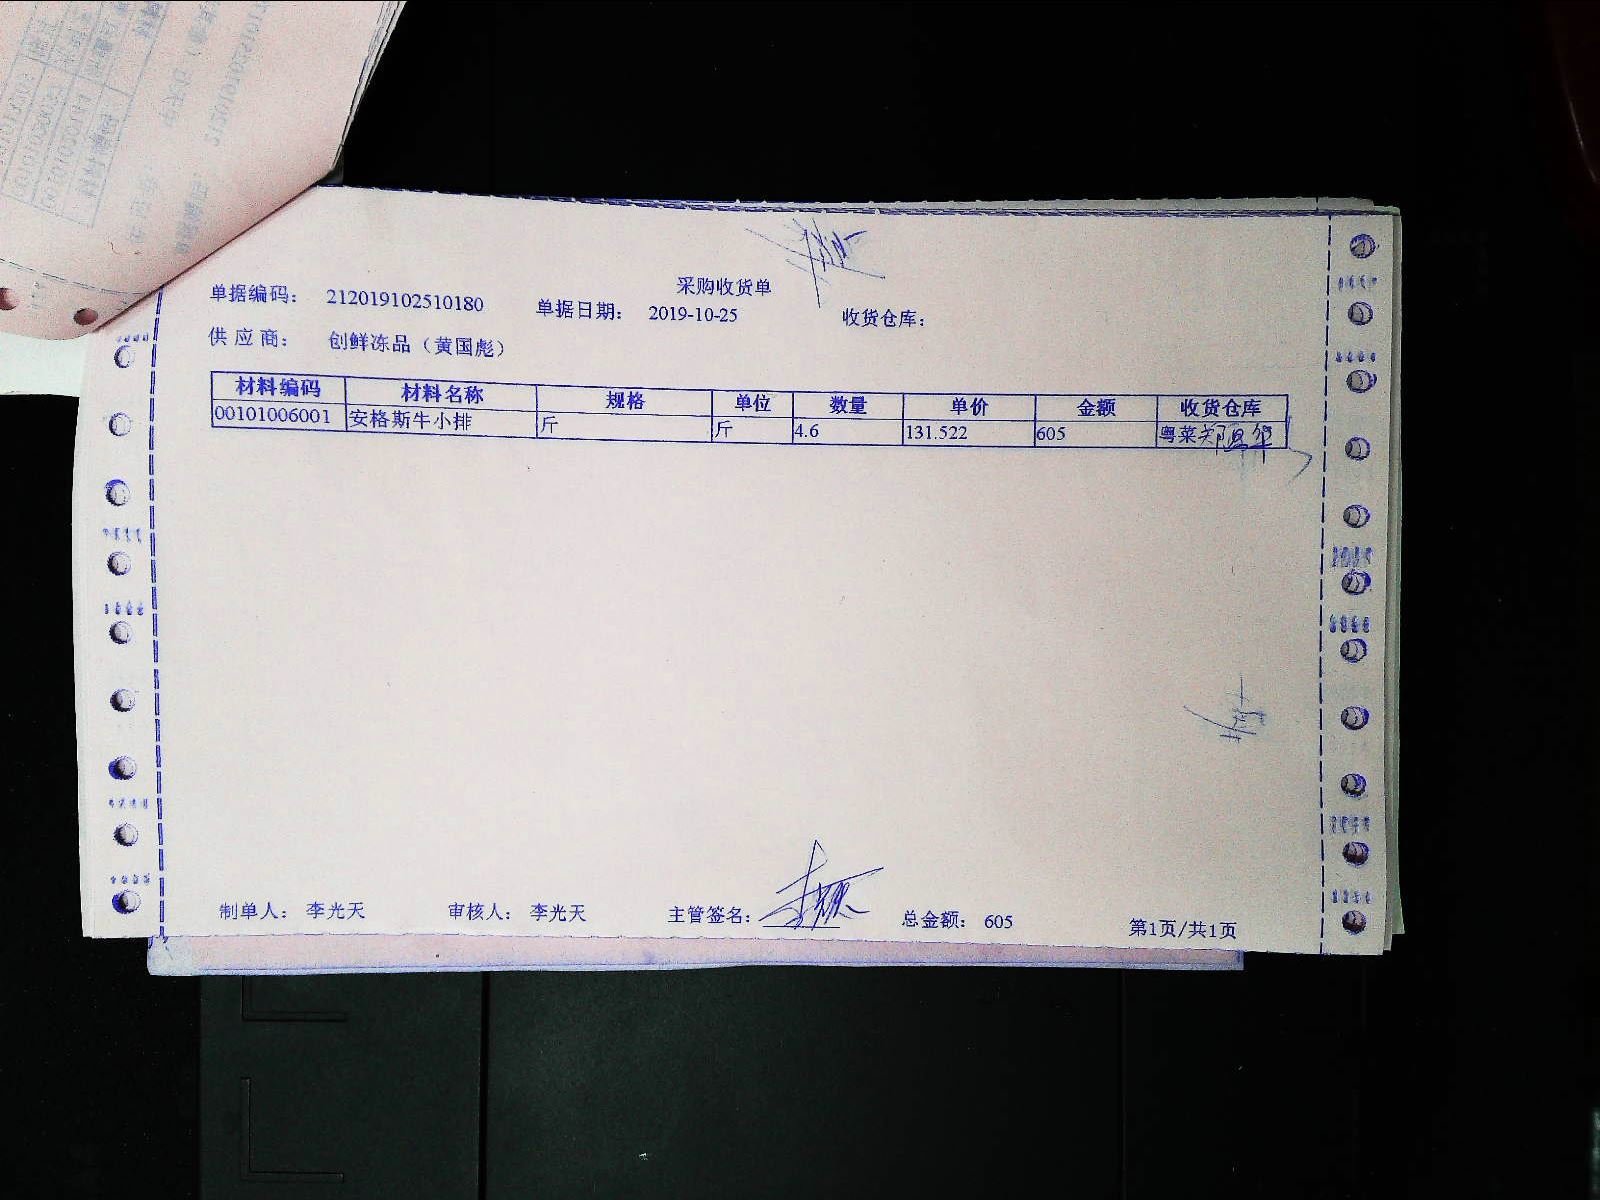 采购收货单
单据编码： 212019102510180 单据日期： 2019-10-25 收货仓库：
供 应 商： 创鲜冻品（黄国彪）
材料编码 材料名称 规格 单位 数量 单价 金额 收货仓库
00101006001 安格斯牛小排 斤 斤 4.6 131.522 605 粤菜
制单人： 李光天 审核人： 李光天 主管签名： 总金额： 605 第1页/共1页